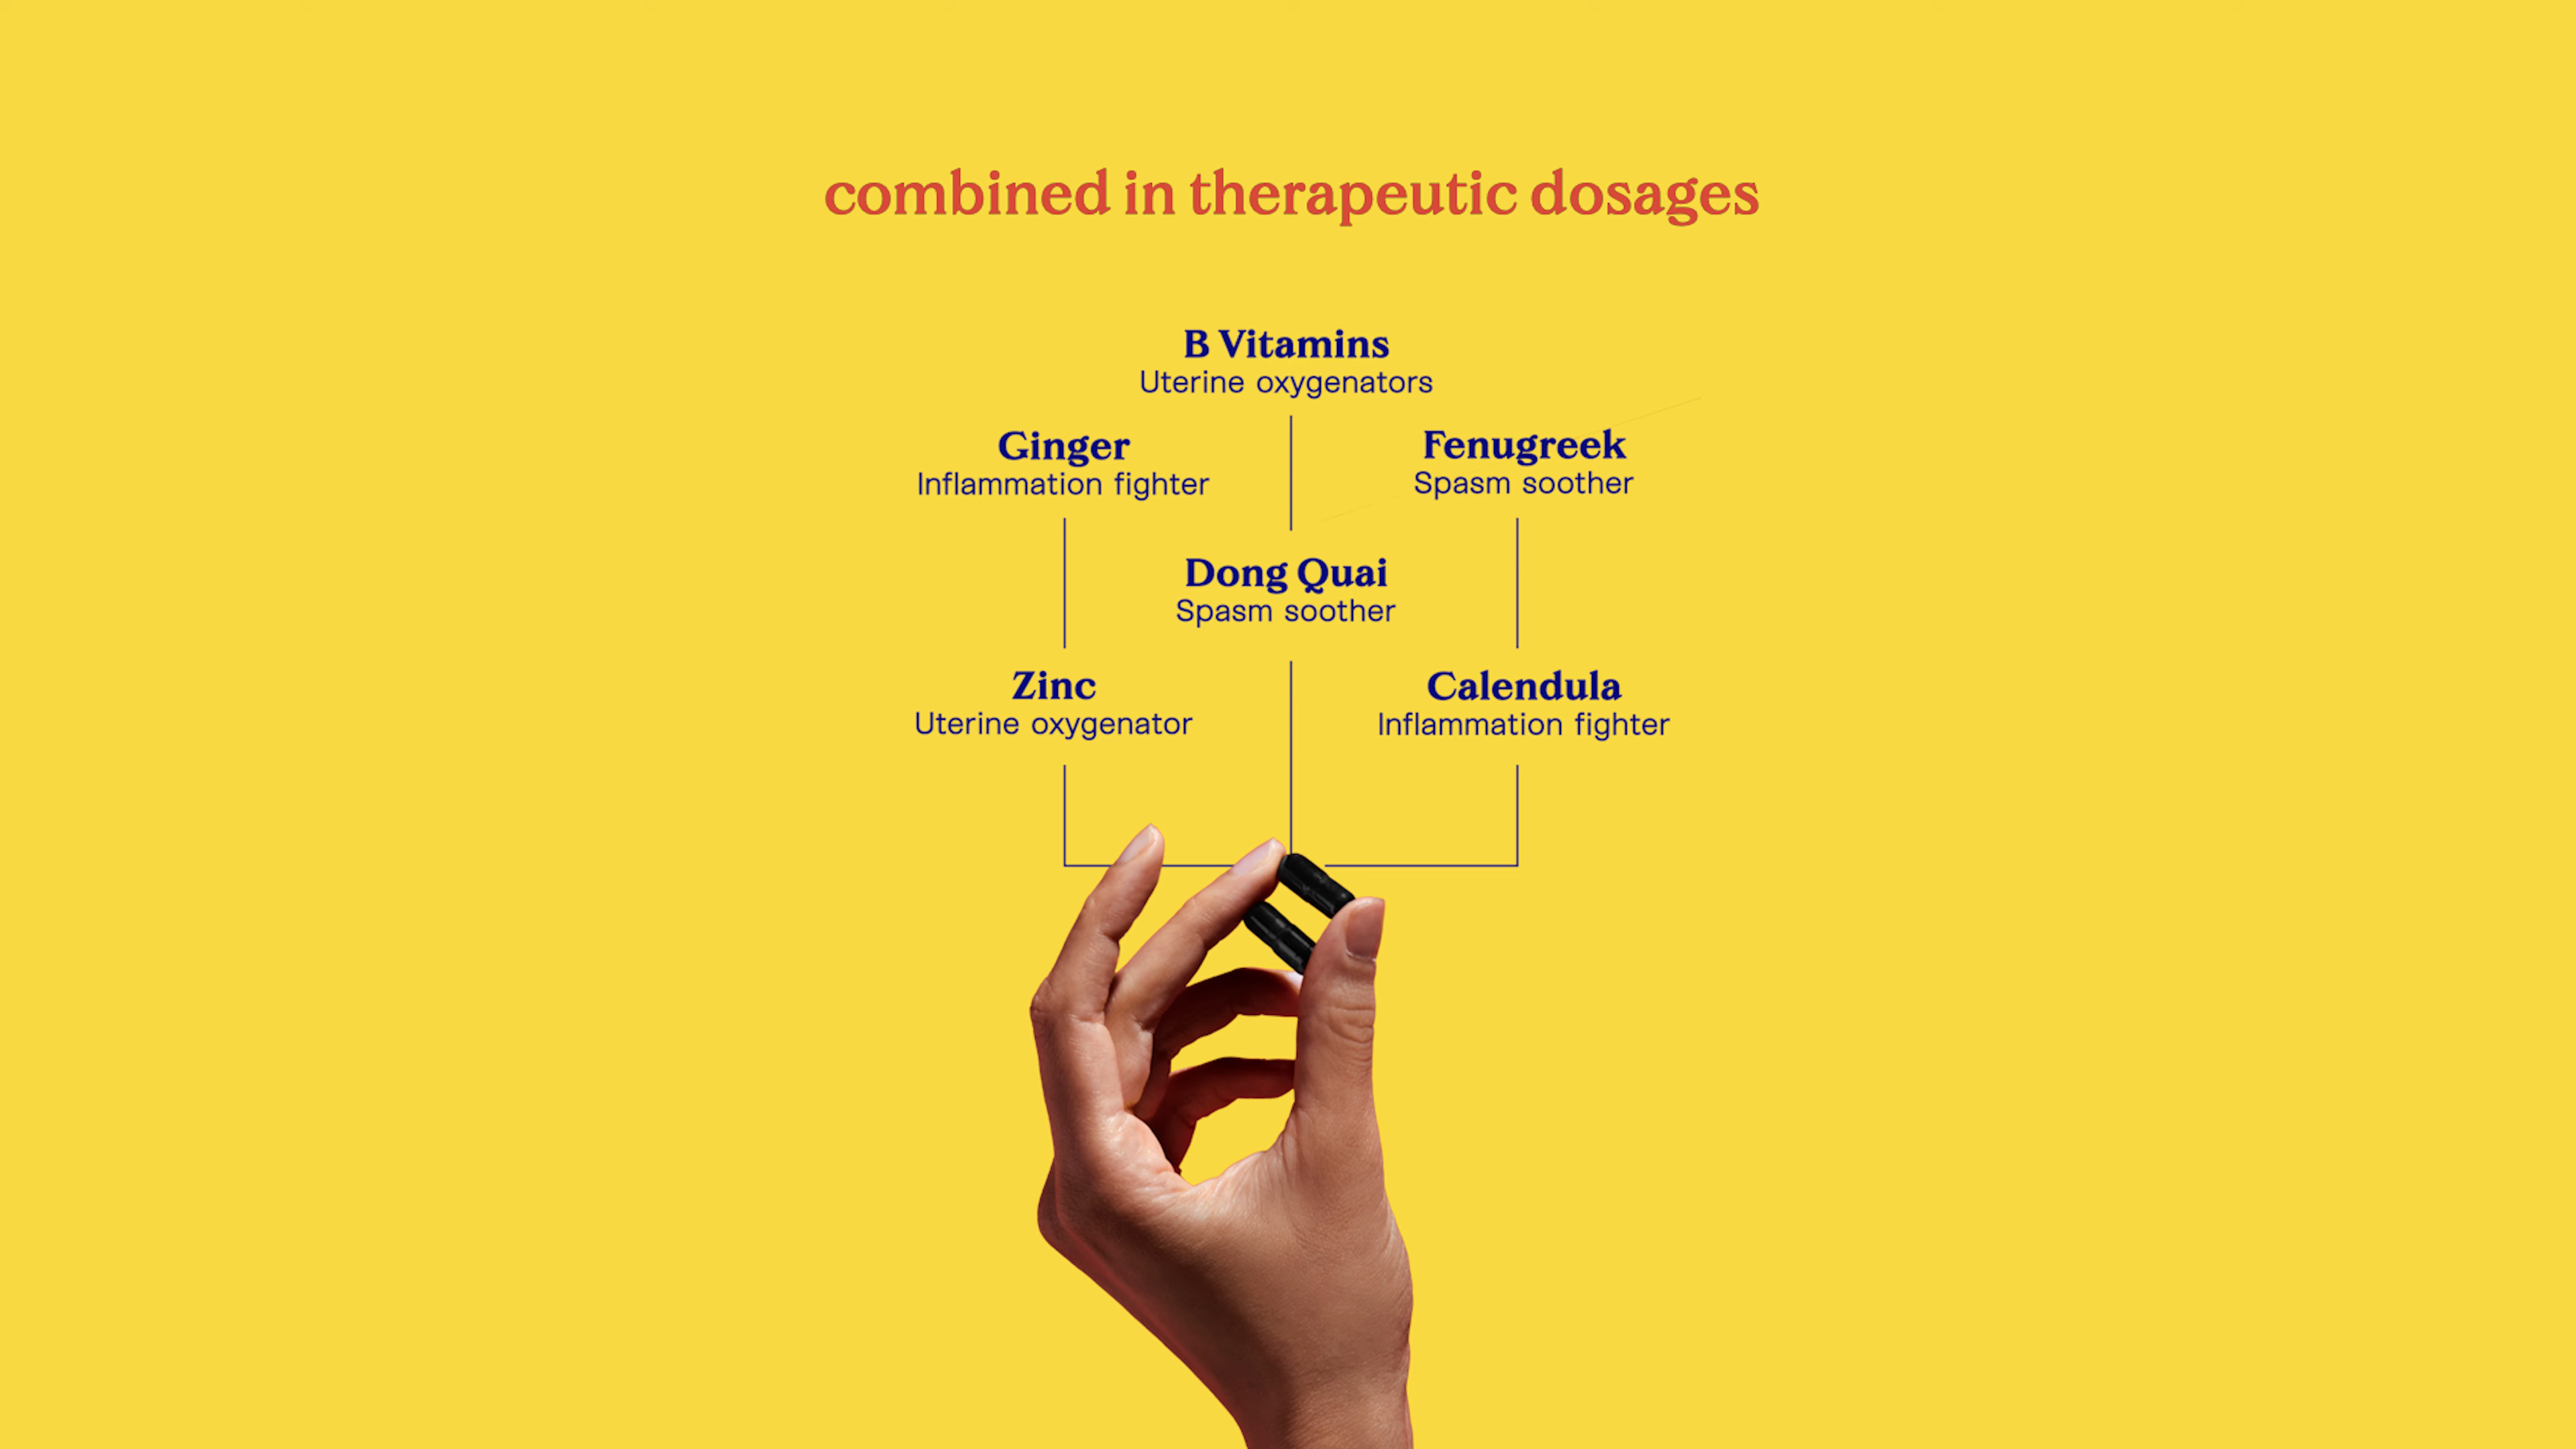 combined in therapeutic dosages
B Vitamins
Uterine oxygenators
Ginger
Inflammation fighter
Fenugreek
Spasm soother
Dong Quai
Spasm soother
Zinc
Uterine oxygenator
Calendula
Inflammation fighter